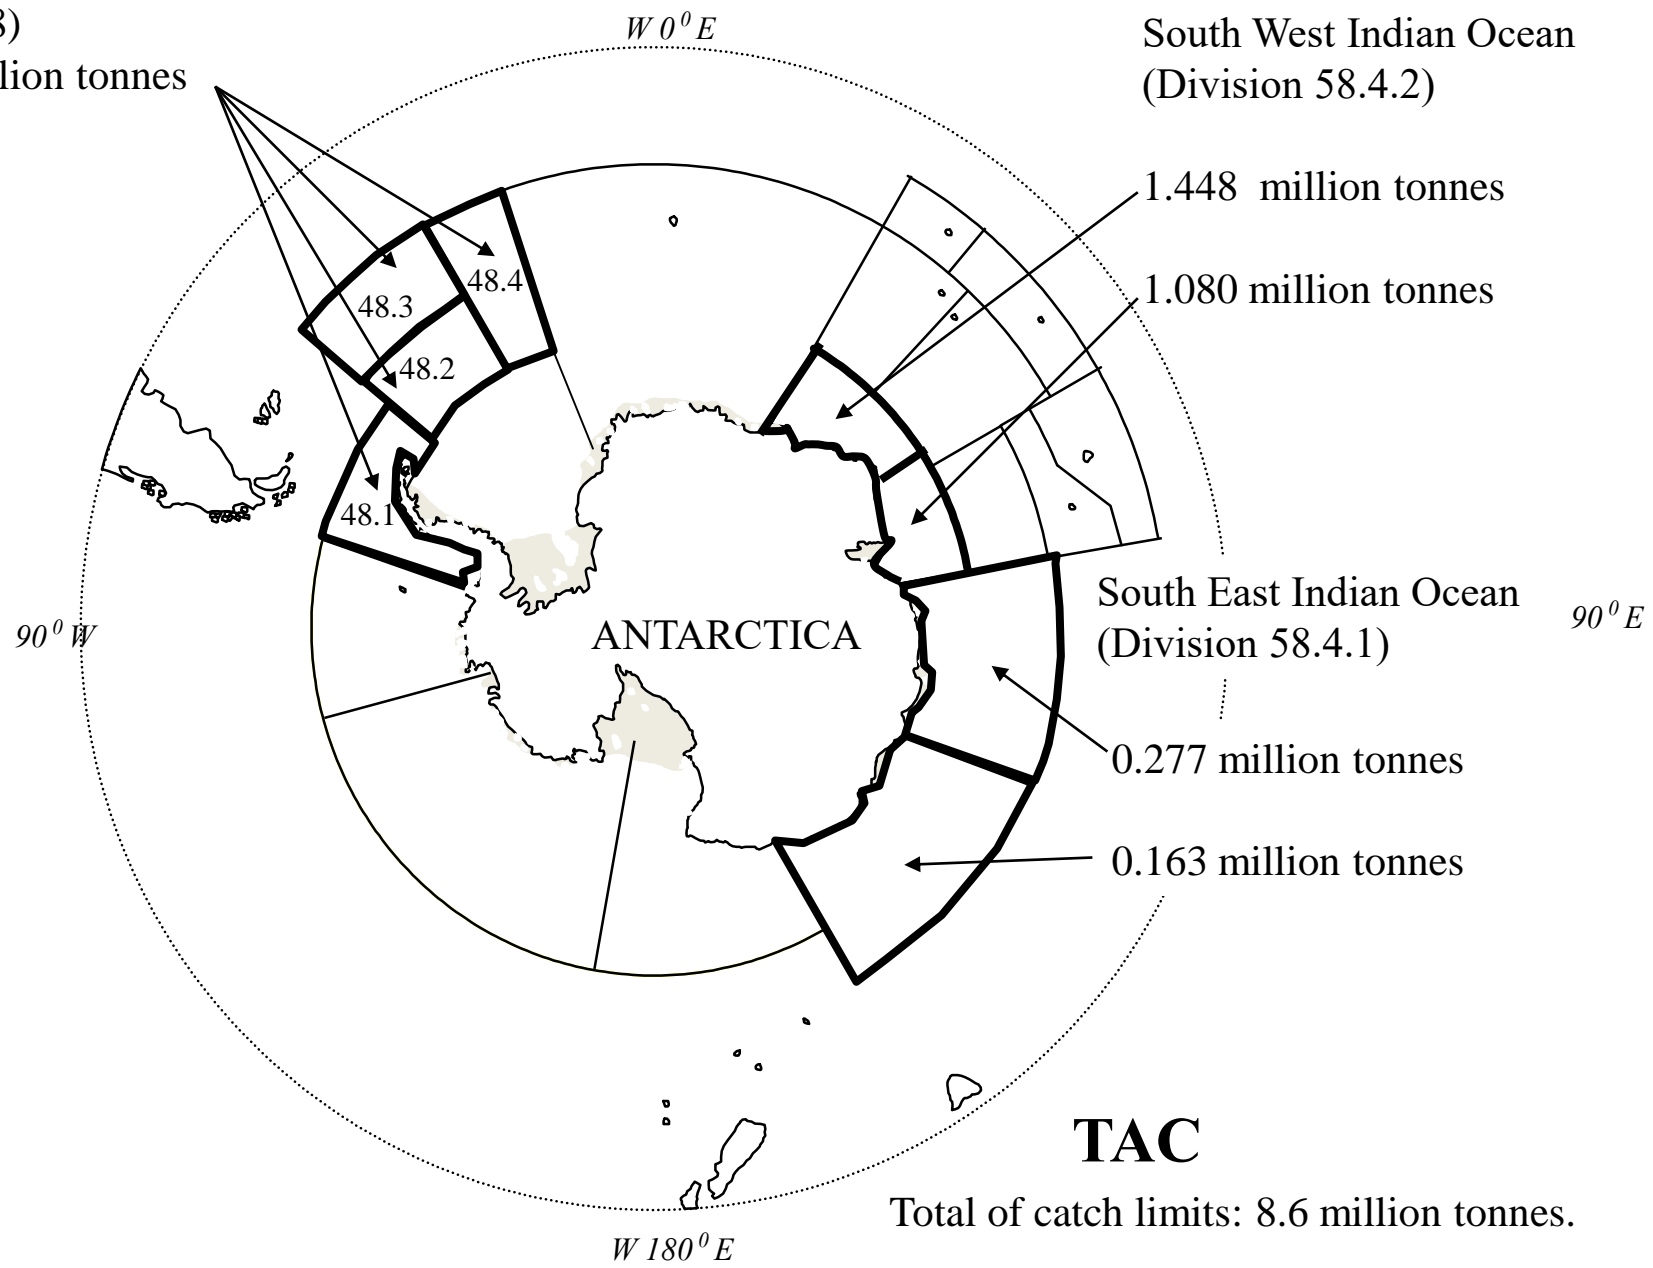 8)
lion tonnes
W 0⁰ E
South West Indian Ocean
(Division 58.4.2)
1.448 million tonnes
1.080 million tonnes
48.4
48.3
48.2
48.1
ANTARCTICA
90⁰ W
90⁰ E
South East Indian Ocean
(Division 58.4.1)
0.277 million tonnes
0.163 million tonnes
TAC
Total of catch limits: 8.6 million tonnes.
W 180⁰ E